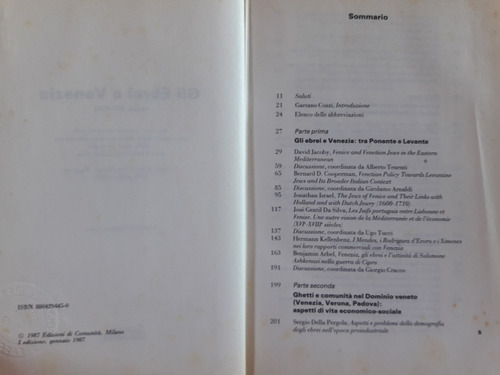 Gli Ebrei e Venezia
ISBN
© 1987 Edizioni di Comunità, Milano
I edizione, gennaio 1987
Sommario
11 Saluti
21 Gaetano Cozzi, Introduzione
24 Elenco delle abbreviazioni
27 Parte prima
Gli ebrei e Venezia: tra Ponente e Levante
29 David Jacoby, Venice and Venetian Jews in the Eastern
Mediterranean
59 Discussione, coordinata da Alberto Tenenti
65 Bernard D. Cooperman, Venetian Policy Towards Levantine
Jews and Its Broader Italian Context
85 Discussione, coordinata da Girolamo Arnaldi
95 Jonathan Israel, The Jews of Venice and Their Links with
Holland and with Dutch Jewry (1600-1710)
117 José Gentil Da Silva, Les Juifs portugais entre Lisbonne et
Venise. Une autre vision de la Méditerranée et de l'économie
(XVI-XVIII siècles)
137 Discussione, coordinata da Ugo Tucci
143 Hermann Kellenbenz, I Mendes, i Rodrigues d'Evora e i Ximenes
nei loro rapporti commerciali con Venezia
163 Benjamin Arbel, Venezia, gli ebrei e l'attività di Salomone
Ashkenasi nella guerra di Cipro
191 Discussione, coordinata da Giorgio Cracco
199 Parte seconda
Ghetti e comunità nel Dominio veneto
(Venezia, Verona, Padova):
aspetti di vita economico-sociale
201 Sergio Della Pergola, Aspetti e problemi della demografia
degli ebrei nell'epoca preindustriale